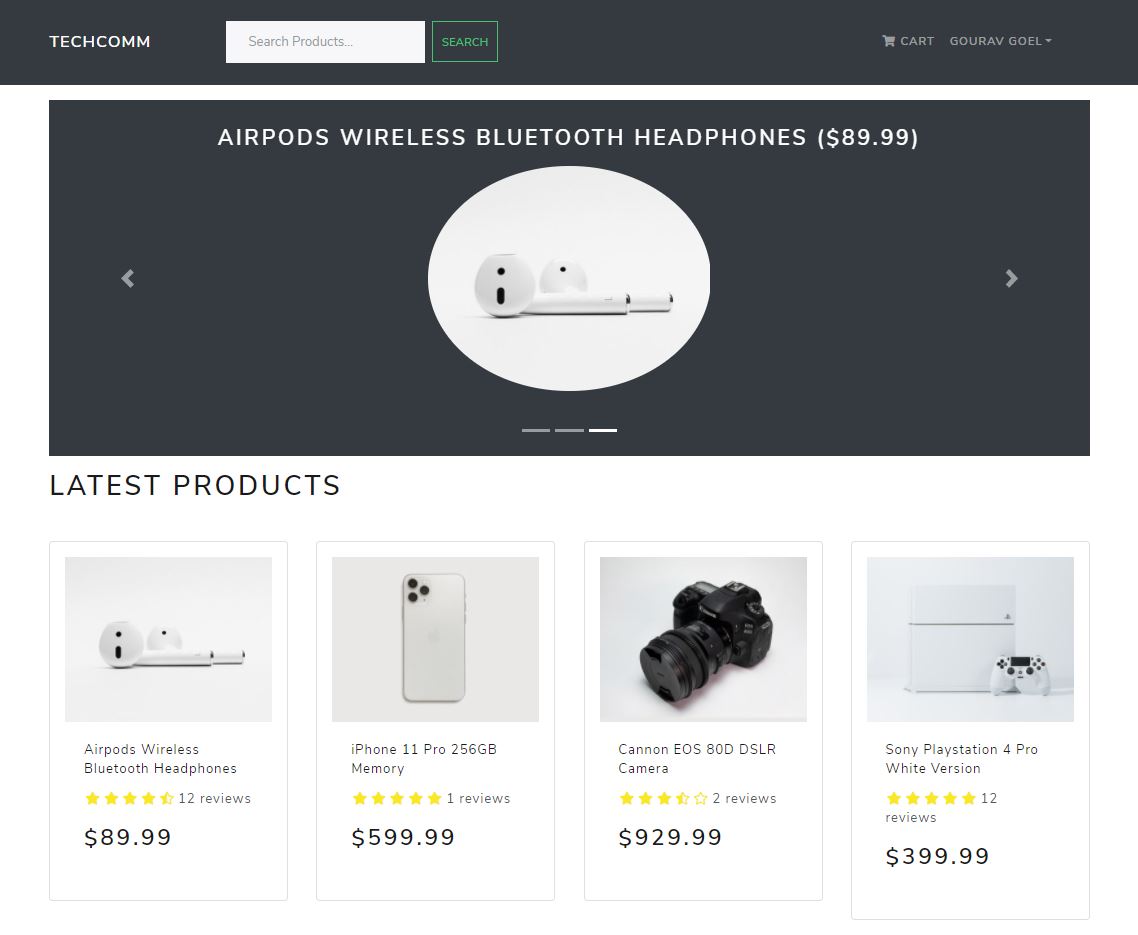 TECHCOMM
Search Products...
SEARCH
CART
GOURAV GOEL
AIRPODS WIRELESS BLUETOOTH HEADPHONES ($89.99)
LATEST PRODUCTS
Airpods Wireless
Bluetooth Headphones
12 reviews
$89.99
iPhone 11 Pro 256GB
Memory
1 reviews
$599.99
Cannon EOS 80D DSLR
Camera
2 reviews
$929.99
Sony Playstation 4 Pro
White Version
12
reviews
$399.99